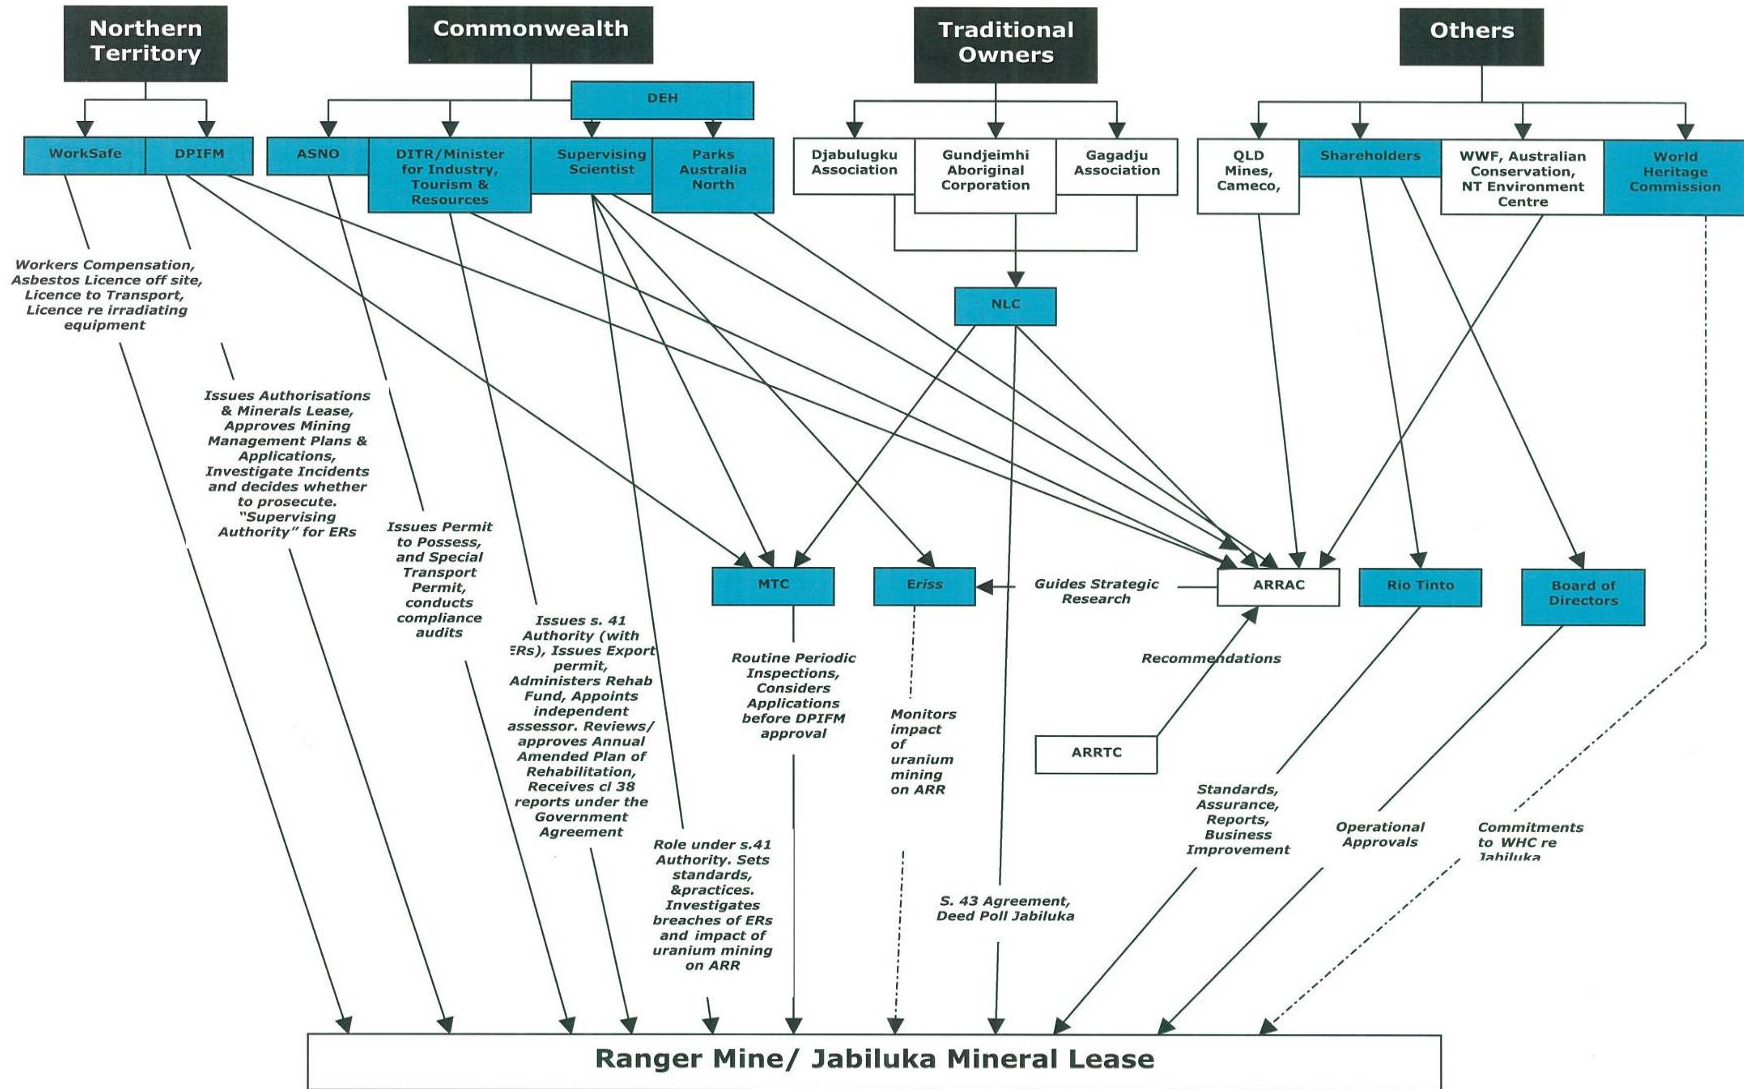 Northern
Territory
Commonwealth
Traditional
Owners
Others
DEH
WorkSafe
DPIFM
ASNO
DITR/Minister
for Industry,
Tourism &
Resources
Supervising
Scientist
Parks
Australia
North
Djabulugku
Association
Gundjeimhi
Aboriginal
Corporation
Gagadju
Association
QLD
Mines,
Cameco,
Shareholders
WWF, Australian
Conservation,
NT Environment
Centre
World
Heritage
Commission
NLC
Workers Compensation,
Asbestos Licence off site,
Licence to Transport,
Licence re irradiating
equipment
Issues Authorisations
& Minerals Lease,
Approves Mining
Management Plans &
Applications,
Investigate Incidents
and decides whether
to prosecute.
"Supervising
Authority" for ERs
Issues Permit
to Possess,
and Special
Transport
Permit,
conducts
compliance
audits
Issues s. 41
Authority (with
ERs), Issues Export
permit,
Administers Rehab
Fund, Appoints
independent
assessor. Reviews/
approves Annual
Amended Plan of
Rehabilitation,
Receives cl 38
reports under the
Government
Agreement
Role under s.41
Authority. Sets
standards,
&practices.
Investigates
breaches of ERs
and impact of
uranium mining
on ARR
MTC
Routine Periodic
Inspections,
Considers
Applications
before DPIFM
approval
Eriss
Monitors
impact
of
uranium
mining
on ARR
Guides Strategic
Research
ARRAC
Recommendations
ARRTC
S. 43 Agreement,
Deed Poll Jabiluka
Rio Tinto
Standards,
Assurance,
Reports,
Business
Improvement
Board of
Directors
Operational
Approvals
Commitments
to WHC re
Jabiluka
Ranger Mine/ Jabiluka Mineral Lease